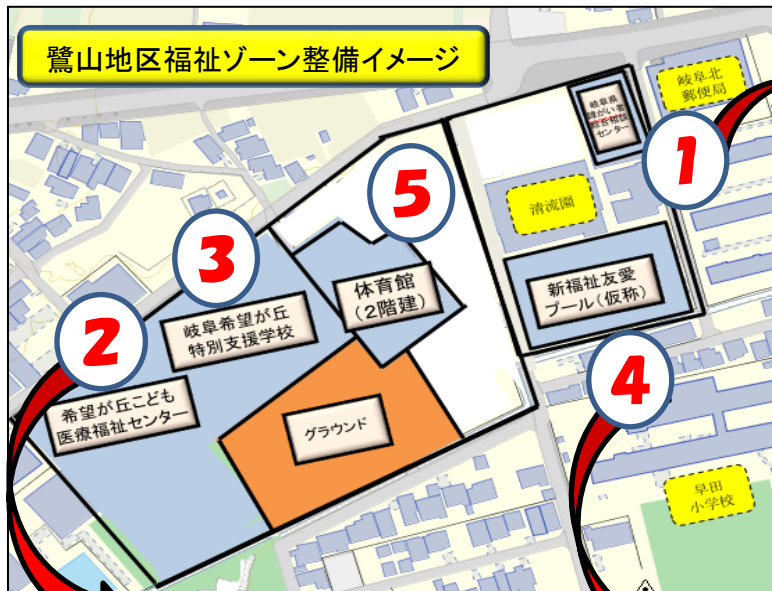 鷺山地区福祉ゾーン整備イメージ
岐阜北
郵便局
岐阜県
障がい者
総合相談
センター
1
清流園
5
3
体育館
(2階建)
新福祉友愛
プール(仮称)
岐阜希望が丘
特別支援学校
2
4
希望が丘こども
医療福祉センター
グラウンド
早田
小学校